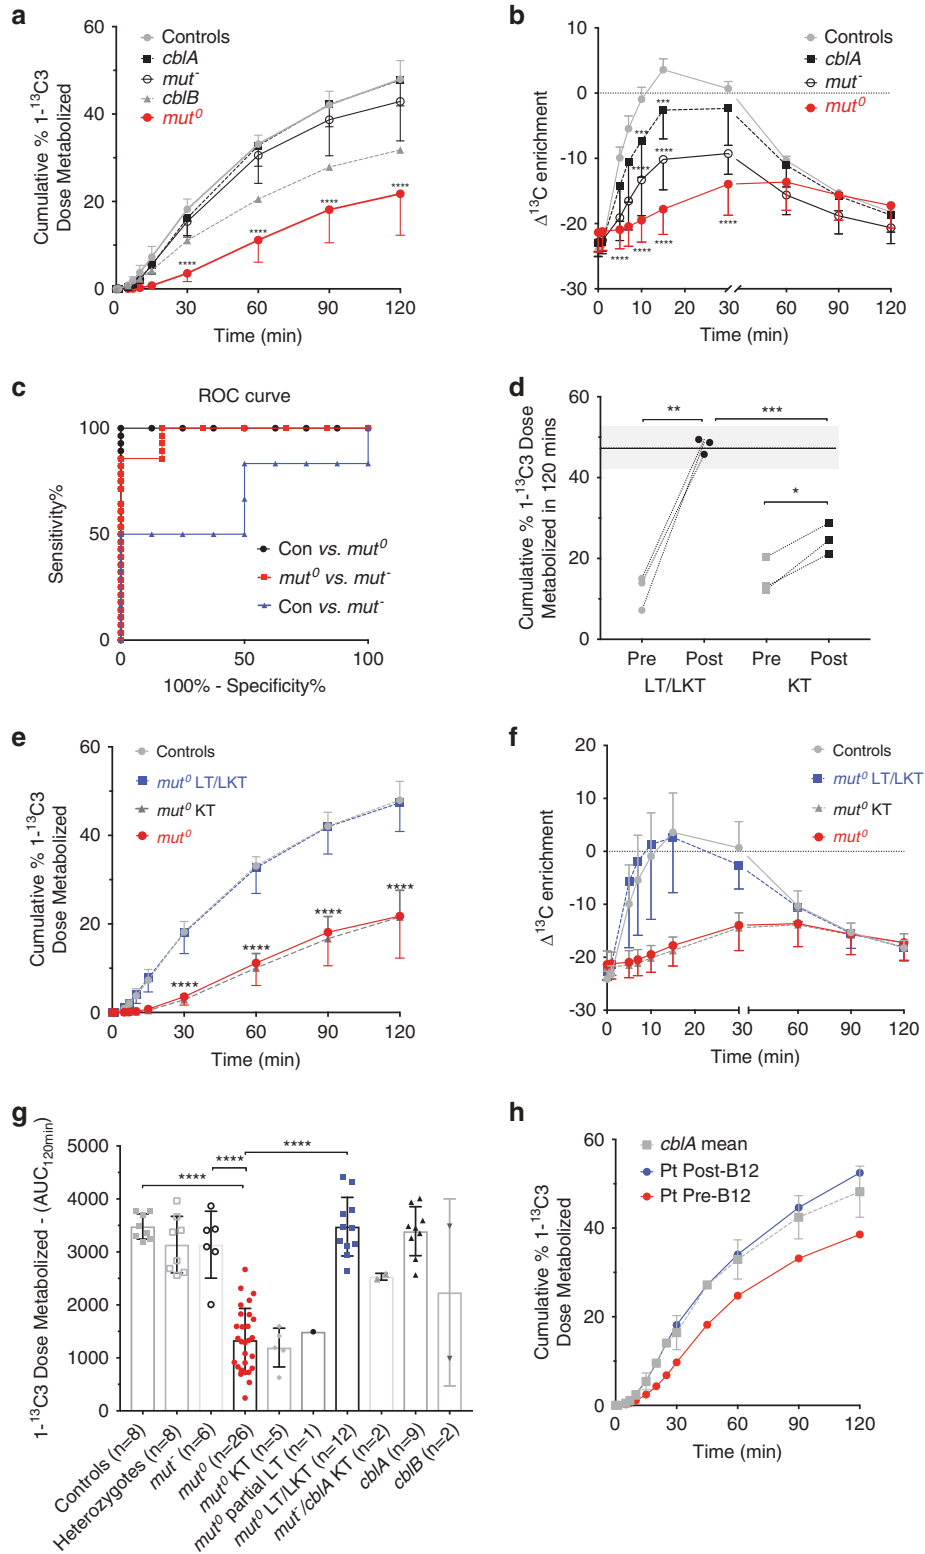 a
60
40
20
0
Cumulative % 1-¹³C3
Dose Metabolized
Controls
cblA
mut⁻
cblB
mut⁰
****
****
****
****
30
60
90
120
Time (min)
b
10
0
-10
-20
-30
Δ¹³C enrichment
Controls
cblA
mut⁻
mut⁰
***
***
****
****
****
****
****
****
0
10
20
30
60
90
120
Time (min)
c
ROC curve
100
50
0
Sensitivity%
Con vs. mut⁰
mut⁰ vs. mut⁻
Con vs. mut⁻
0
50
100
100% - Specificity%
d
60
40
20
0
Cumulative % 1-¹³C3 Dose
Metabolized in 120 mins
**
***
*
Pre
Post
Pre
Post
LT/LKT
KT
e
60
40
20
0
Cumulative % 1-¹³C3
Dose Metabolized
Controls
mut⁰ LT/LKT
mut⁰ KT
mut⁰
****
****
****
****
0
30
60
90
120
Time (min)
f
20
10
0
-10
-20
-30
Δ ¹³C enrichment
Controls
mut⁰ LT/LKT
mut⁰ KT
mut⁰
0
10
20
30
60
90
120
Time (min)
g
5000
4000
3000
2000
1000
0
1-¹³C3 Dose Metabolized - (AUC₁₂₀ₘᵢₙ)
****
****
****
Controls (n=8)
Heterozygotes (n=8)
mut⁻ (n=6)
mut⁰ (n=26)
mut⁰ KT (n=5)
mut⁰ partial LT (n=1)
mut⁰ LT/LKT (n=12)
mut⁻/cblA KT (n=2)
cblA (n=9)
cblB (n=2)
h
60
40
20
0
Cumulative % 1-¹³C3
Dose Metabolized
cblA mean
Pt Post-B12
Pt Pre-B12
0
30
60
90
120
Time (min)